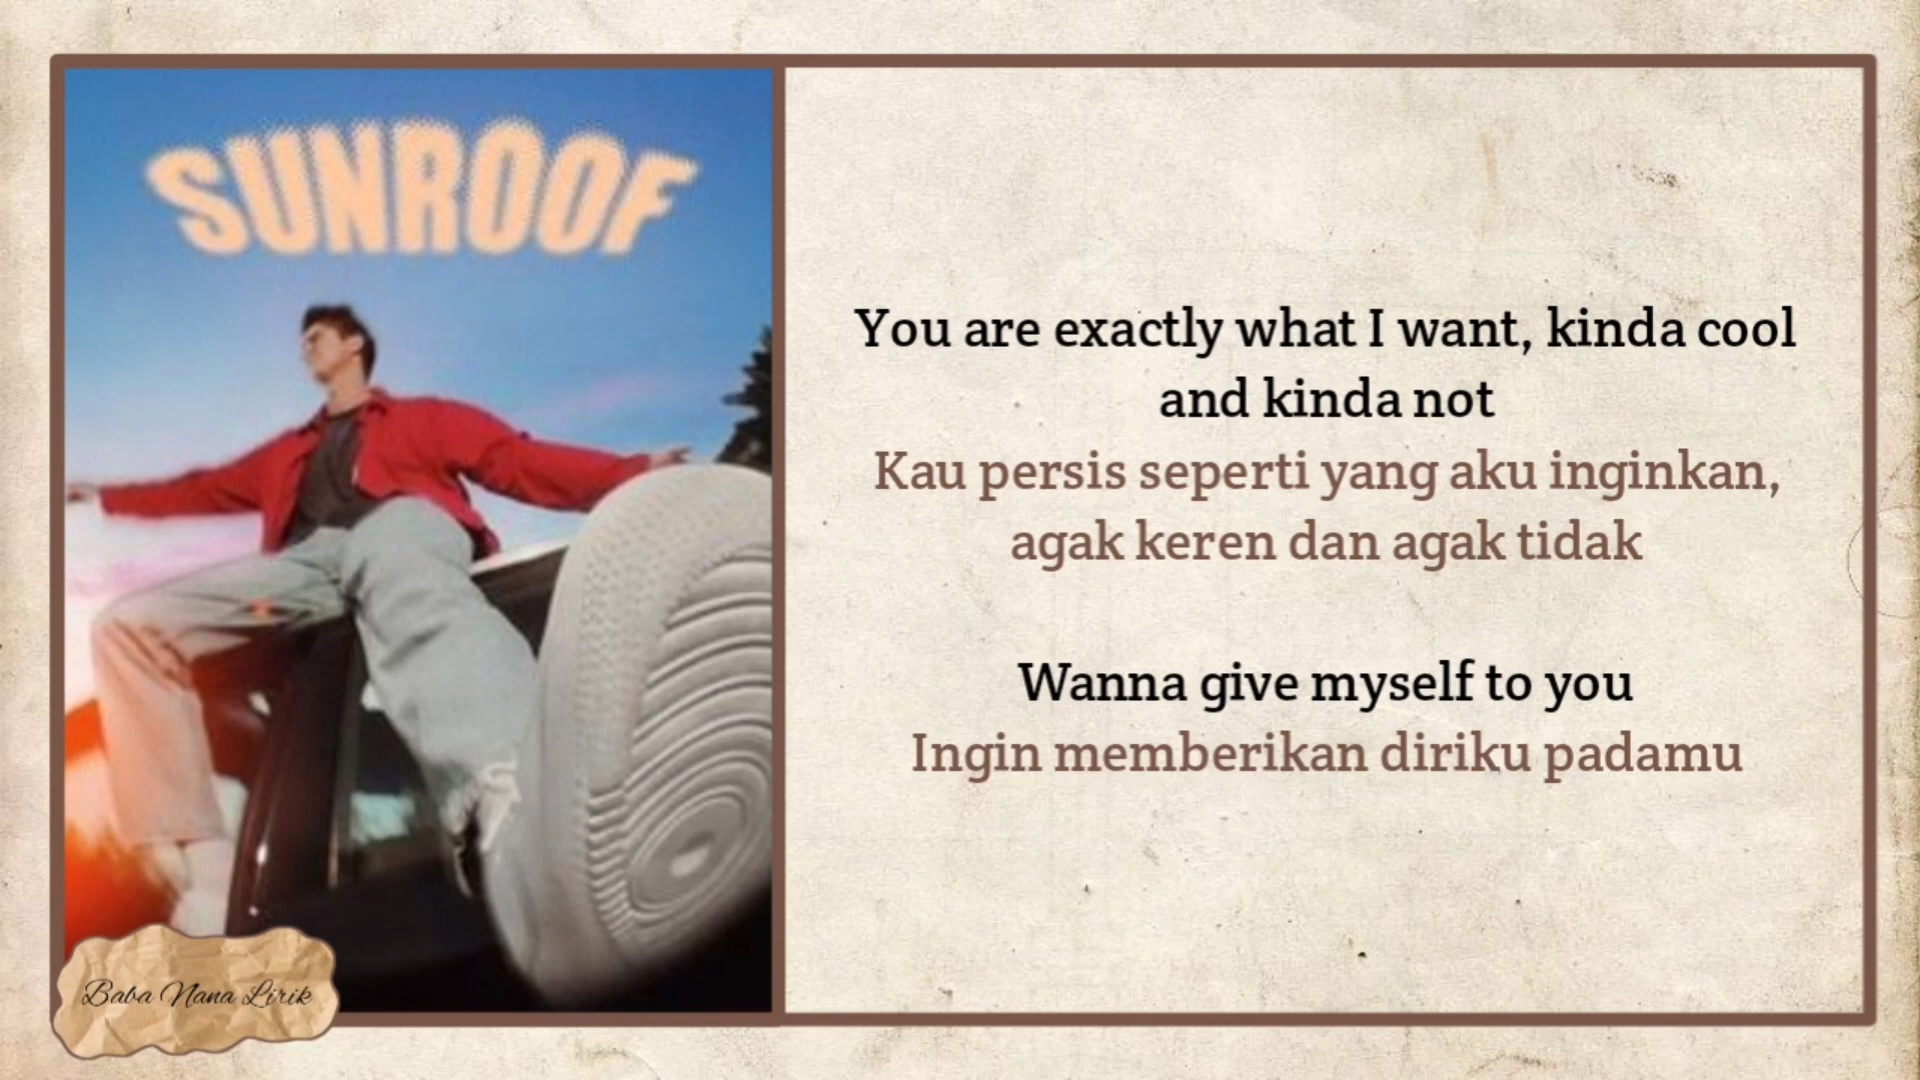 SUNROOF
You are exactly what I want, kinda cool
and kinda not
Kau persis seperti yang aku inginkan,
agak keren dan agak tidak
Wanna give myself to you
Ingin memberikan diriku padamu
Baba Nana Lirik